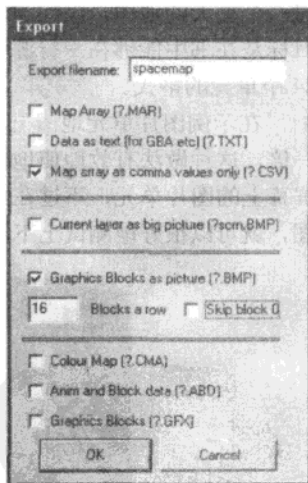 Export
Export filename: spacemap
Map Array (?.MAR)
Data as text (for GBA etc) (?.TXT)
Map array as comma values only (?.CSV)
Current layer as big picture (?scrn.BMP)
Graphics Blocks as picture (?.BMP)
16 Blocks a row Skip block 0
Colour Map (?.CMA)
Anim and Block data (?.ABD)
Graphics Blocks (?.GFX)
OK Cancel